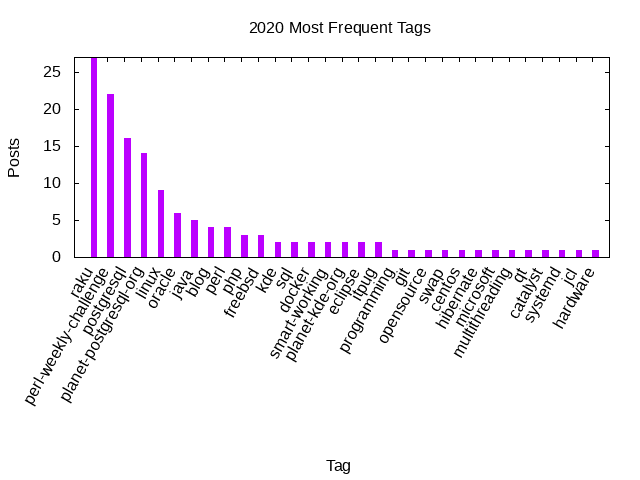 2020 Most Frequent Tags
Posts
25
20
15
10
5
0
raku
perl-weekly-challenge
postgresql
planet-postgresql-org
linux
oracle
java
blog
perl
php
freebsd
kde
sql
docker
smart-working
planet-kde-org
eclipse
itpug
programming
git
opensource
swap
centos
hibernate
microsoft
multithreading
qt
catalyst
systemd
jcl
hardware
Tag